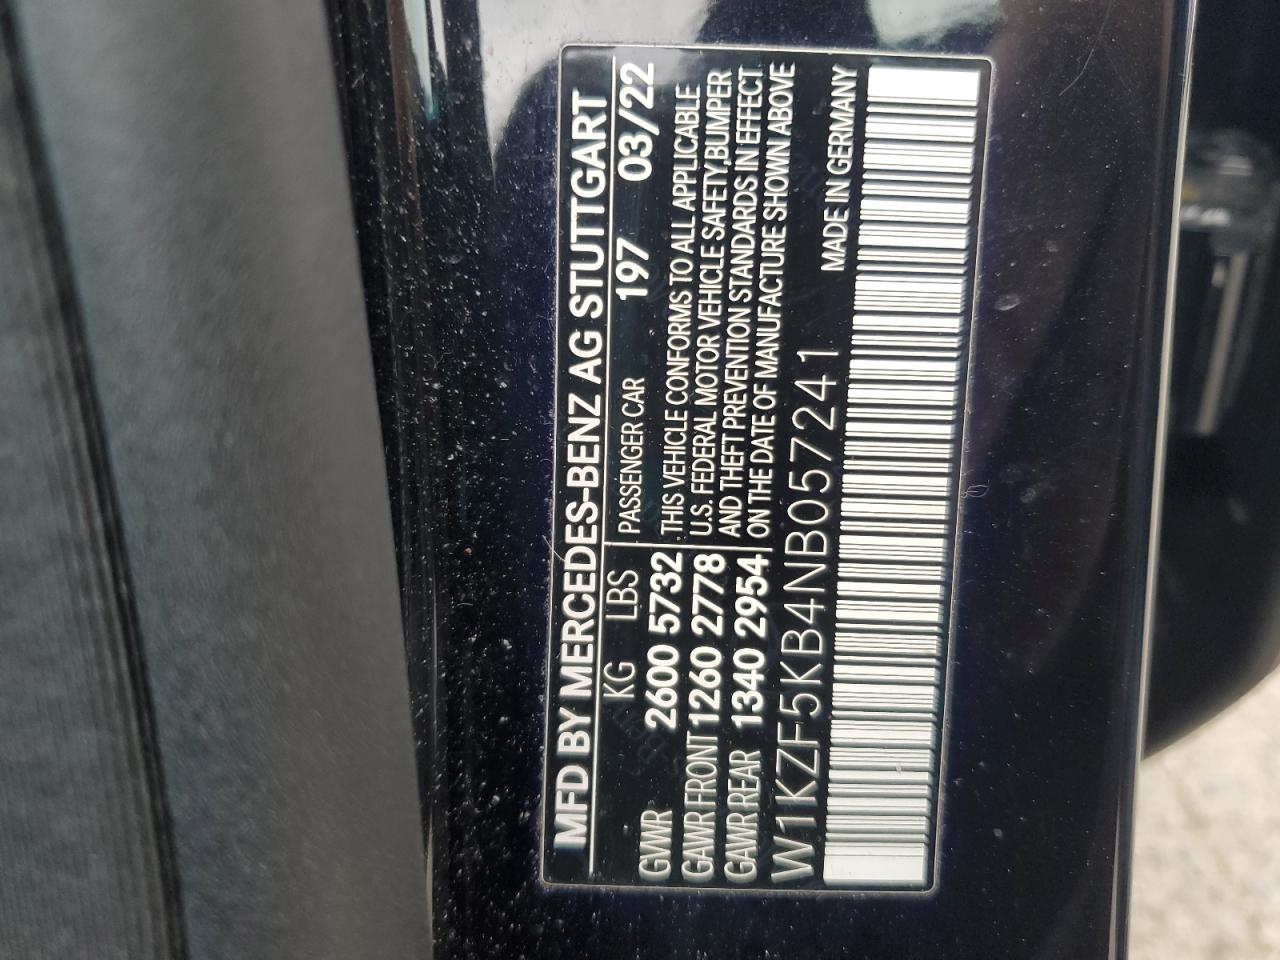 MFD BY MERCEDES-BENZ AG STUTTGART
KG LBS
GVWR 2600 5732
GAWR FRONT 1260 2778
GAWR REAR 1340 2954
PASSENGER CAR 197 03/22
THIS VEHICLE CONFORMS TO ALL APPLICABLE
U.S. FEDERAL MOTOR VEHICLE SAFETY,BUMPER
AND THEFT PREVENTION STANDARDS IN EFFECT
ON THE DATE OF MANUFACTURE SHOWN ABOVE
W1KZF5KB4NB057241
MADE IN GERMANY